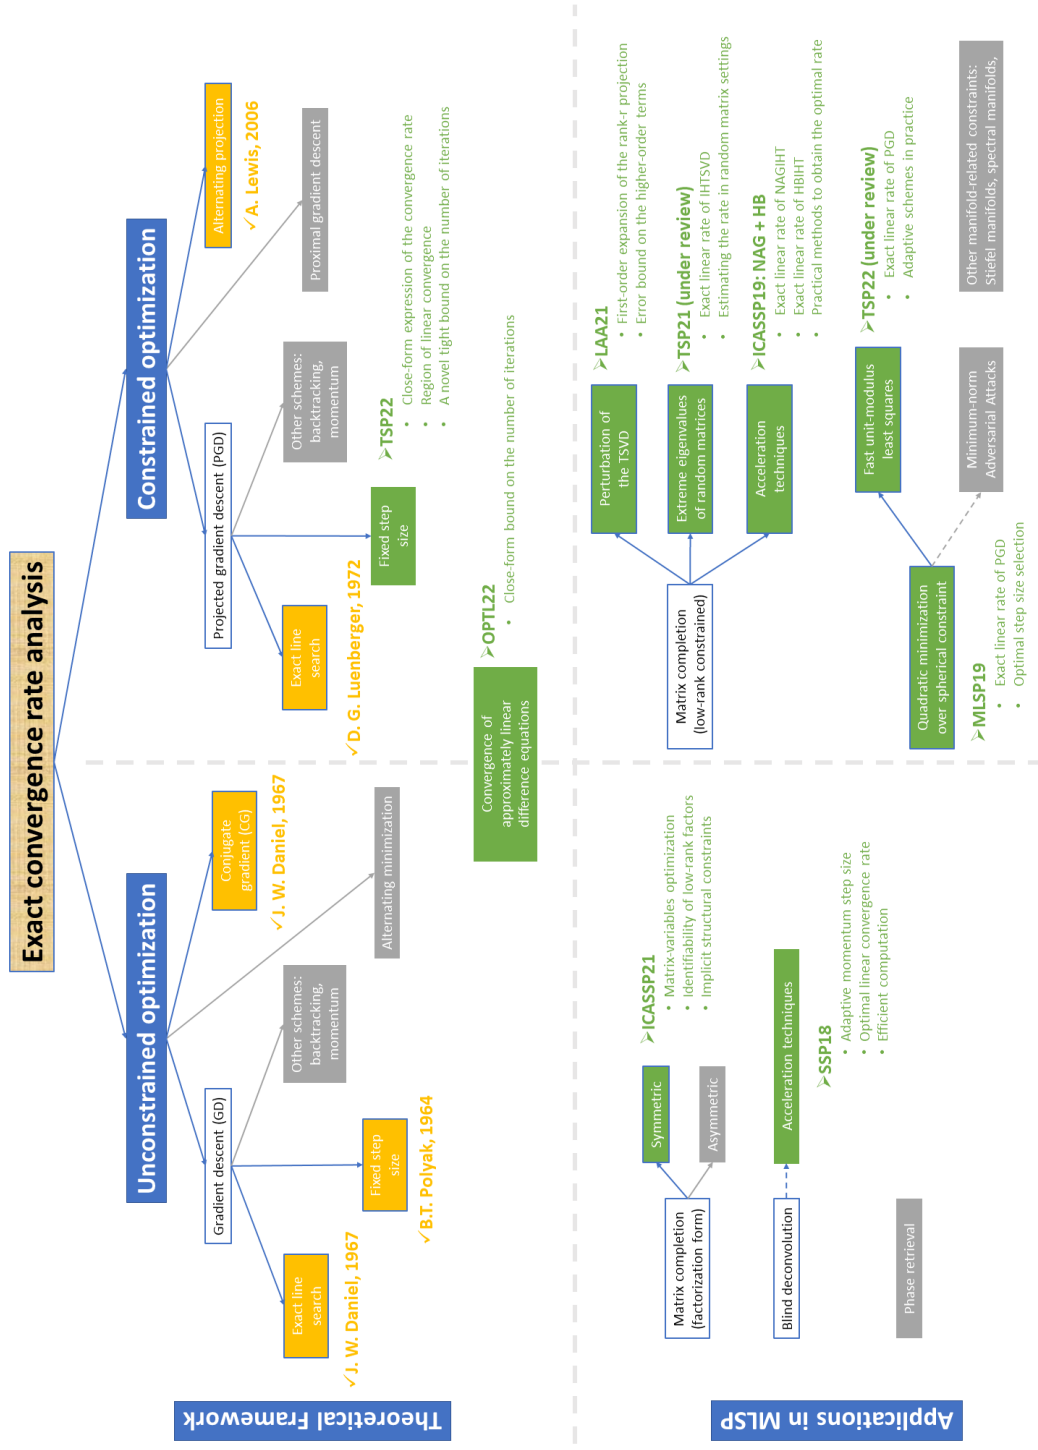 Exact convergence rate analysis
Unconstrained optimization
Constrained optimization
Theoretical Framework
Gradient descent (GD)
Conjugate
gradient (CG)
✓J. W. Daniel, 1967
Projected gradient descent (PGD)
Alternating projection
✓A. Lewis, 2006
Exact line
search
✓J. W. Daniel, 1967
Fixed step
size
✓B.T. Polyak, 1964
Other schemes:
backtracking,
momentum
Alternating minimization
Exact line
search
✓D. G. Luenberger, 1972
Fixed step
size
Other schemes:
backtracking,
momentum
Proximal gradient descent
➢TSP22
• Close-form expression of the convergence rate
• Region of linear convergence
• A novel tight bound on the number of iterations
Convergence of
approximately linear
difference equations
➢OPTL22
• Close-form bound on the number of iterations
Applications in MLSP
Matrix completion
(factorization form)
Symmetric
Asymmetric
➢ICASSP21
• Matrix-variables optimization
• Identifiability of low-rank factors
• Implicit structural constraints
Blind deconvolution
Acceleration techniques
➢SSP18
• Adaptive momentum step size
• Optimal linear convergence rate
• Efficient computation
Phase retrieval
Matrix completion
(low-rank constrained)
Perturbation of
the TSVD
➢LAA21
• First-order expansion of the rank-r projection
• Error bound on the higher-order terms
Extreme eigenvalues
of random matrices
➢TSP21 (under review)
• Exact linear rate of IHTSVD
• Estimating the rate in random matrix settings
Acceleration
techniques
➢ICASSP19: NAG + HB
• Exact linear rate of NAGIHT
• Exact linear rate of HBIHT
• Practical methods to obtain the optimal rate
Quadratic minimization
over spherical constraint
➢MLSP19
• Exact linear rate of PGD
• Optimal step size selection
Fast unit-modulus
least squares
➢TSP22 (under review)
• Exact linear rate of PGD
• Adaptive schemes in practice
Minimum-norm
Adversarial Attacks
Other manifold-related constraints:
Stiefel manifolds, spectral manifolds,